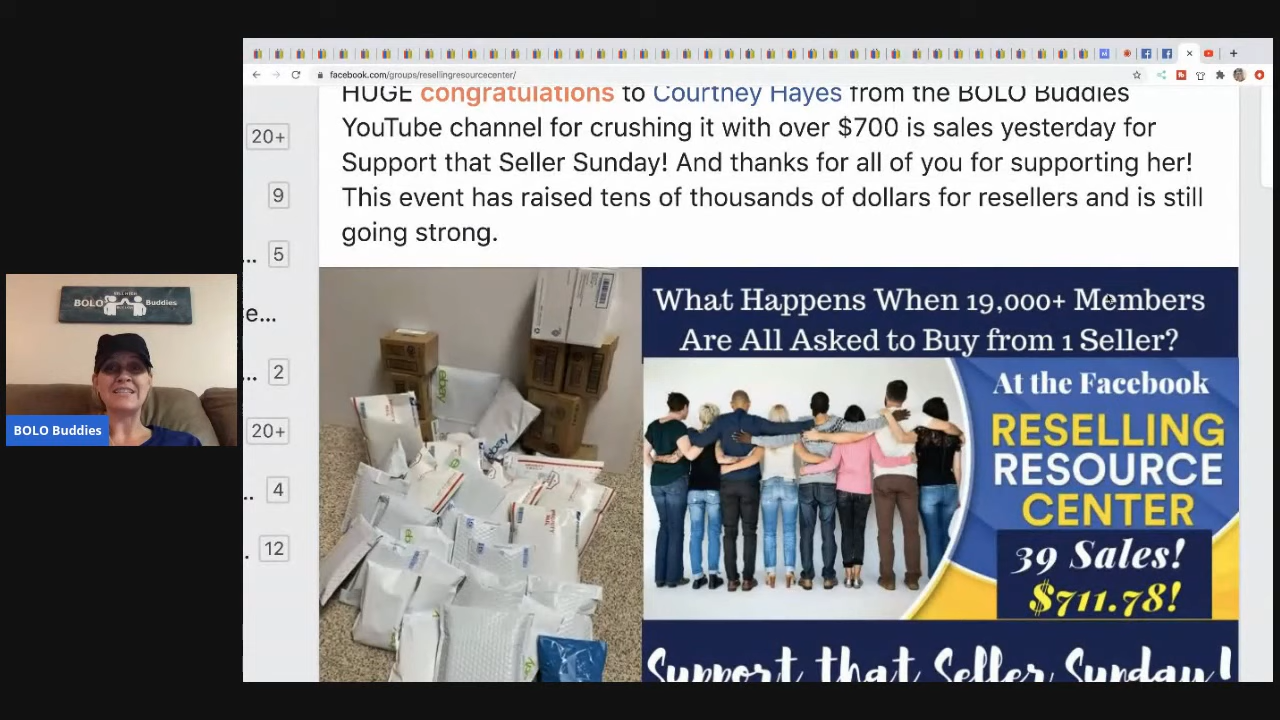 facebook.com/groups/resellingresourcecenter/
HUGE congratulations to Courtney Hayes from the BOLO Buddies
YouTube channel for crushing it with over $700 is sales yesterday for
Support that Seller Sunday! And thanks for all of you for supporting her!
This event has raised tens of thousands of dollars for resellers and is still
going strong.
20+
9
... 5
e...
... 2
20+
.. 4
. 12
BOLO Buddies
BOLO Buddies
What Happens When 19,000+ Members
Are All Asked to Buy from 1 Seller?
At the Facebook
RESELLING
RESOURCE
CENTER
39 Sales!
$711.78!
Support that Seller Sunday!
ebay